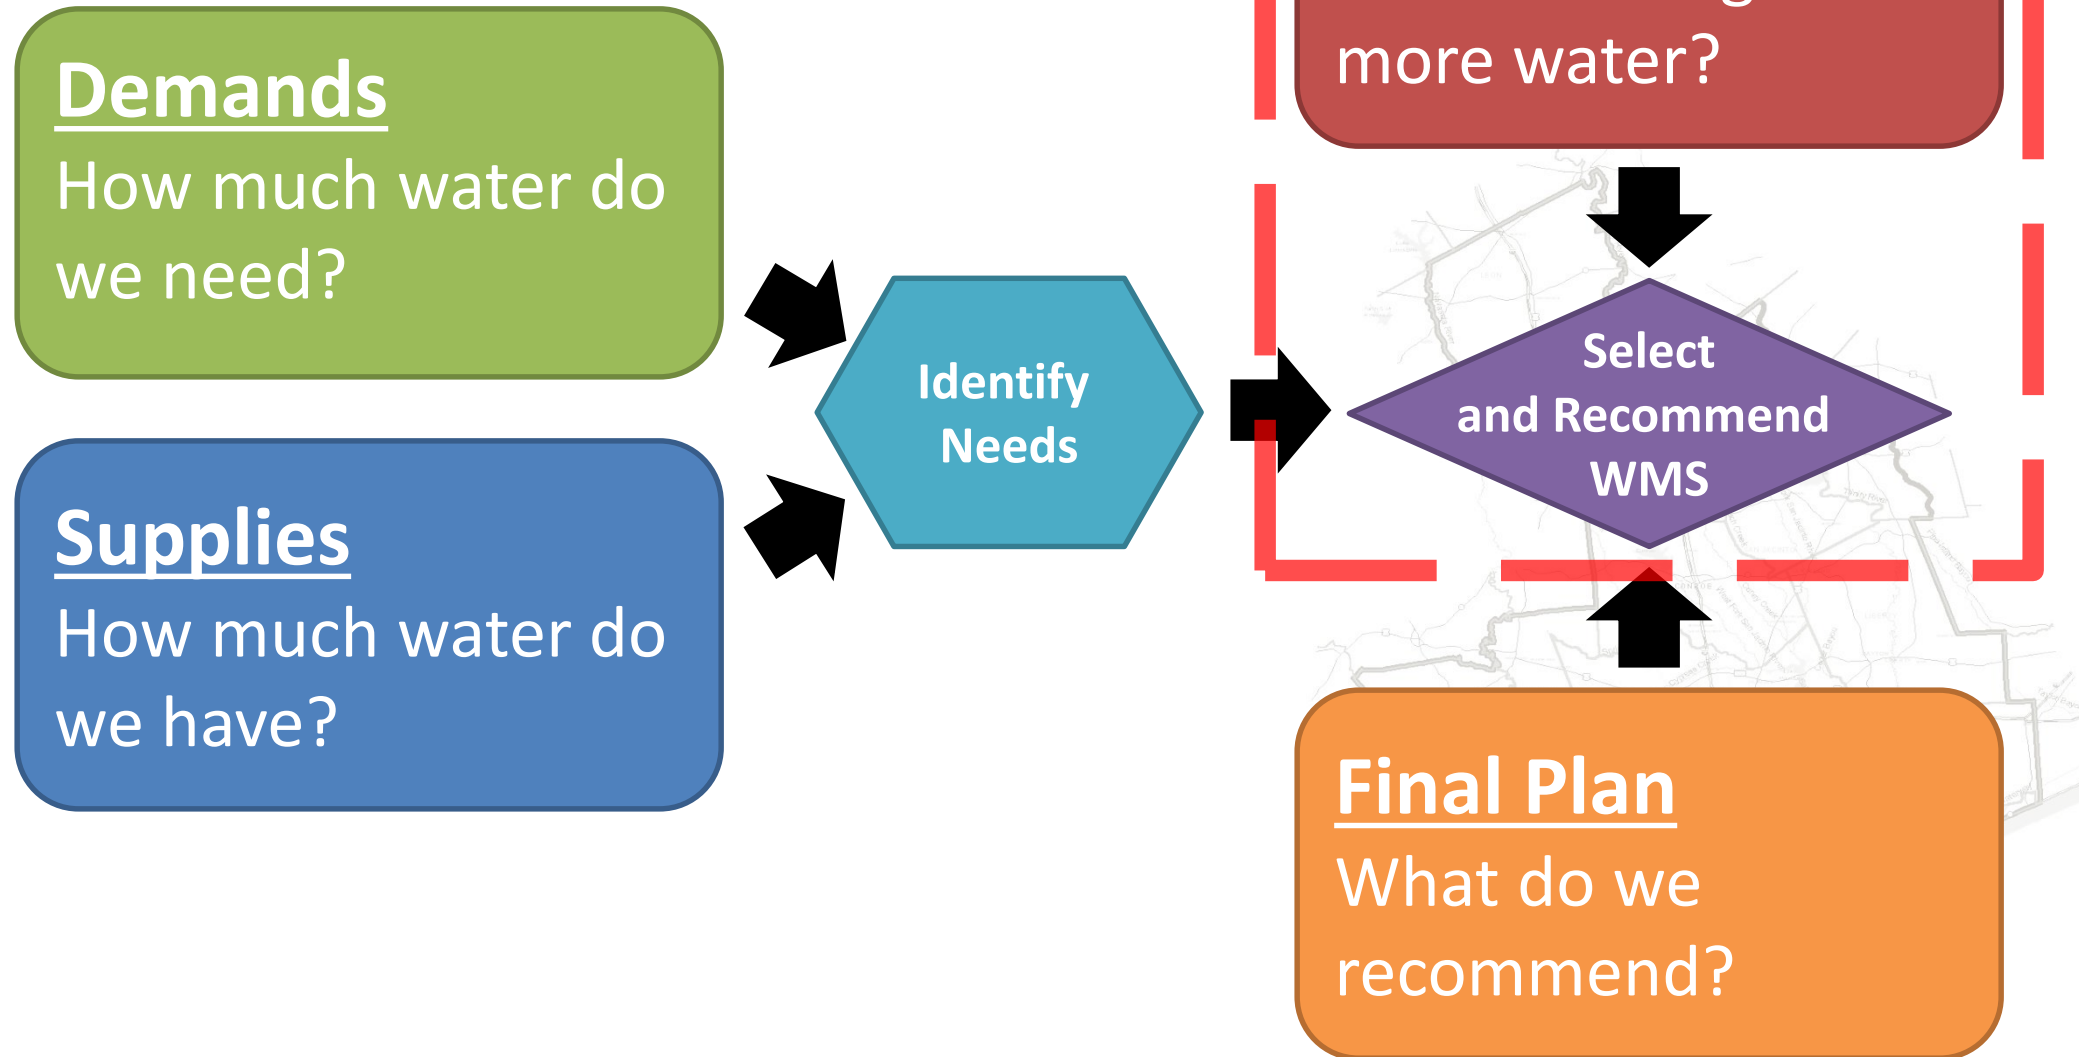 Demands
How much water do
we need?
Supplies
How much water do
we have?
Identify
Needs
more water?
Select
and Recommend
WMS
Final Plan
What do we
recommend?